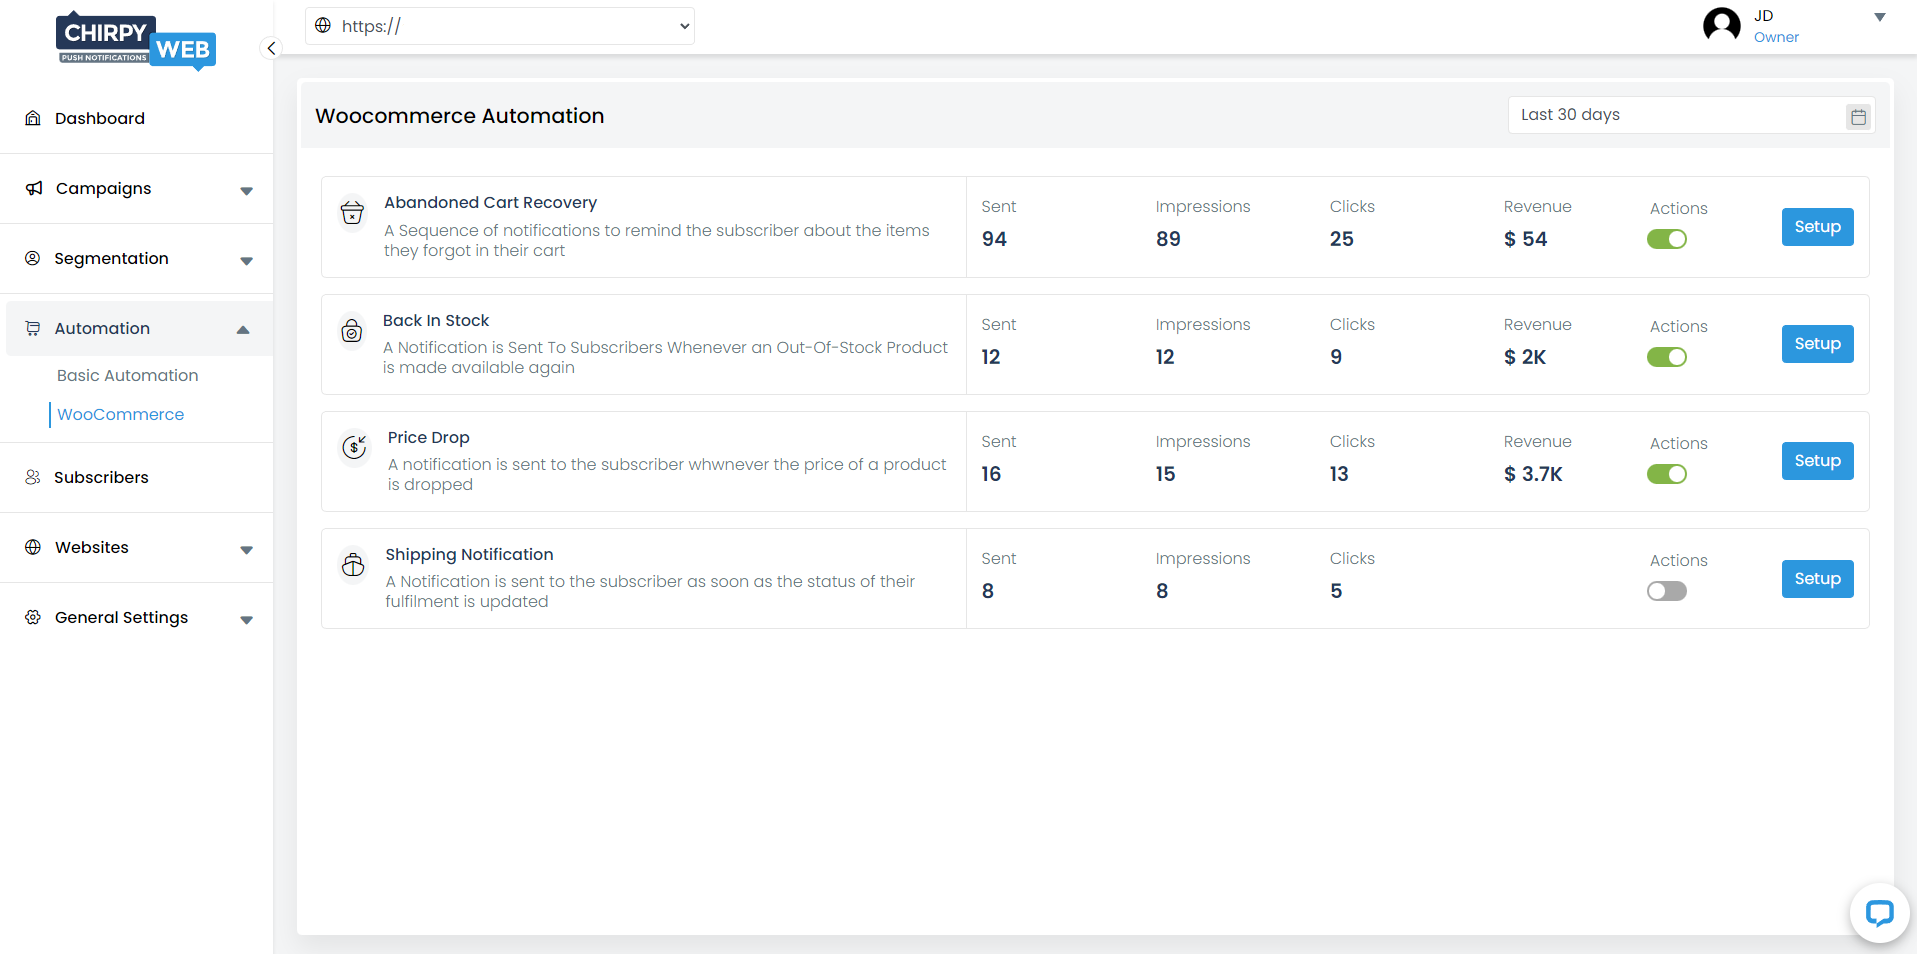 CHIRPY
WEB
PUSH NOTIFICATIONS
https://
JD
Owner
Dashboard
Campaigns
Segmentation
Automation
Basic Automation
WooCommerce
Subscribers
Websites
General Settings
Woocommerce Automation
Last 30 days
Abandoned Cart Recovery
A Sequence of notifications to remind the subscriber about the items
they forgot in their cart
Sent Impressions Clicks Revenue Actions
94 89 25 $ 54
Setup
Back In Stock
A Notification is Sent To Subscribers Whenever an Out-Of-Stock Product
is made available again
Sent Impressions Clicks Revenue Actions
12 12 9 $ 2K
Setup
Price Drop
A notification is sent to the subscriber whwnever the price of a product
is dropped
Sent Impressions Clicks Revenue Actions
16 15 13 $ 3.7K
Setup
Shipping Notification
A Notification is sent to the subscriber as soon as the status of their
fulfilment is updated
Sent Impressions Clicks Actions
8 8 5
Setup